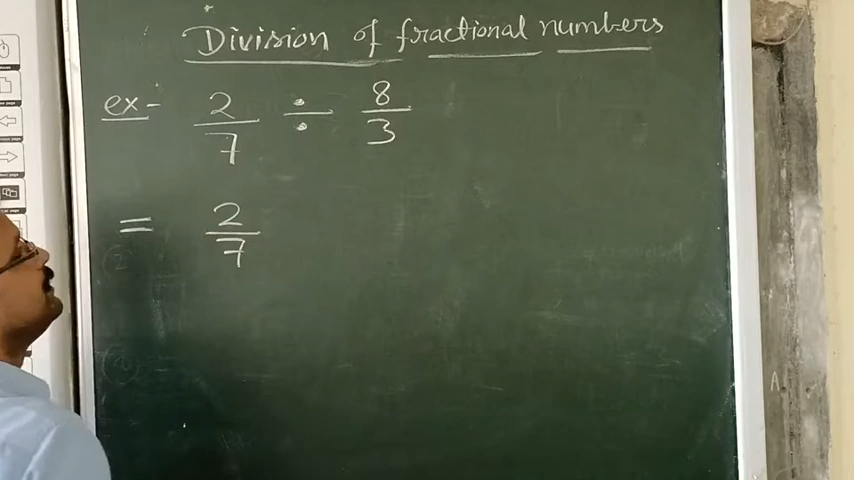 Division of fractional numbers
ex- 2/7 ÷ 8/3
= 2/7